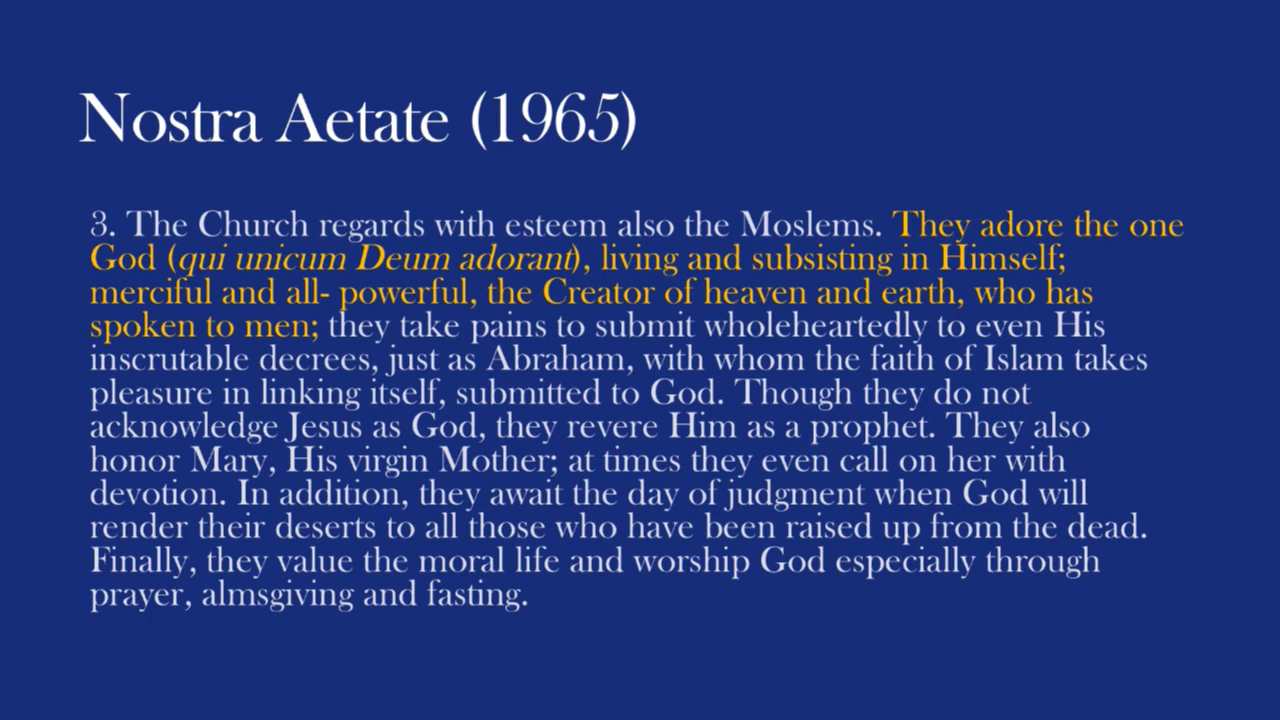 Nostra Aetate (1965)
3. The Church regards with esteem also the Moslems. They adore the one
God (qui unicum Deum adorant), living and subsisting in Himself;
merciful and all- powerful, the Creator of heaven and earth, who has
spoken to men; they take pains to submit wholeheartedly to even His
inscrutable decrees, just as Abraham, with whom the faith of Islam takes
pleasure in linking itself, submitted to God. Though they do not
acknowledge Jesus as God, they revere Him as a prophet. They also
honor Mary, His virgin Mother; at times they even call on her with
devotion. In addition, they await the day of judgment when God will
render their deserts to all those who have been raised up from the dead.
Finally, they value the moral life and worship God especially through
prayer, almsgiving and fasting.